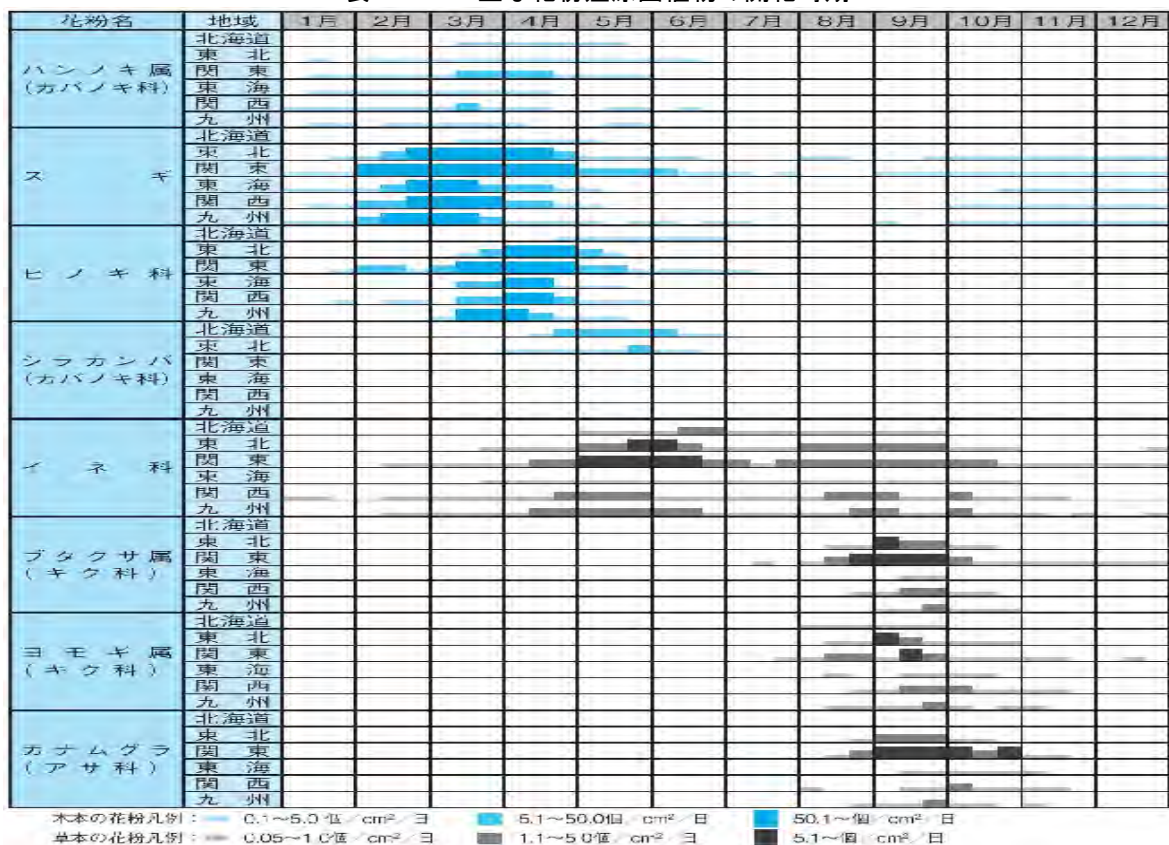 花粉名 地域 1月 2月 3月 4月 5月 6月 7月 8月 9月 10月 11月 12月
ハンノキ属
(カバノキ科)
北海道
東 北
関 東
東 海
関 西
九 州
スギ
北海道
東 北
関 東
東 海
関 西
九 州
ヒノキ科
北海道
東 北
関 東
東 海
関 西
九 州
シラカンバ
(カバノキ科)
北海道
東 北
関 東
東 海
関 西
九 州
イネ科
北海道
東 北
関 東
東 海
関 西
九 州
ブタクサ属
(キク科)
北海道
東 北
関 東
東 海
関 西
九 州
ヨモギ属
(キク科)
北海道
東 北
関 東
東 海
関 西
九 州
カナムグラ
(アサ科)
北海道
東 北
関 東
東 海
関 西
九 州
木本の花粉凡例: 0.1~5.0個/cm²/日 5.1~50.0個/cm²/日 50.1~個/cm²/日
草本の花粉凡例: 0.05~1.0個/cm²/日 1.1~5.0個/cm²/日 5.1~個/cm²/日